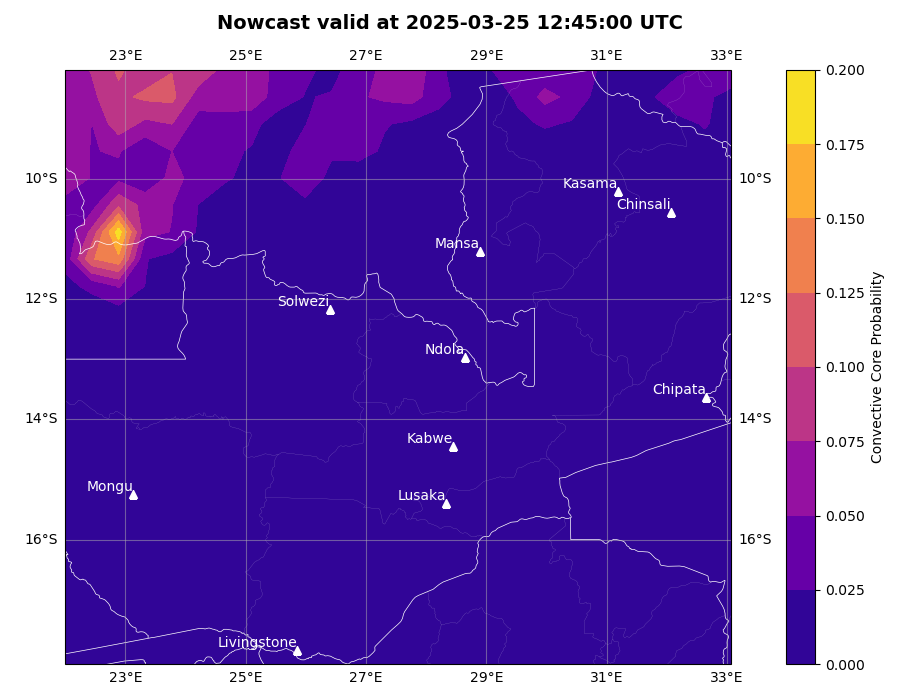 Nowcast valid at 2025-03-25 12:45:00 UTC
23°E 25°E 27°E 29°E 31°E 33°E
0.200
0.175
10°S Kasama 10°S
Chinsali
0.150
Mansa
0.125
12°S Solwezi 12°S
Ndola
0.100
Chipata
14°S 14°S
Kabwe
0.075
Mongu
Lusaka
0.050
16°S 16°S
0.025
Livingstone
0.000
23°E 25°E 27°E 29°E 31°E 33°E
Convective Core Probability